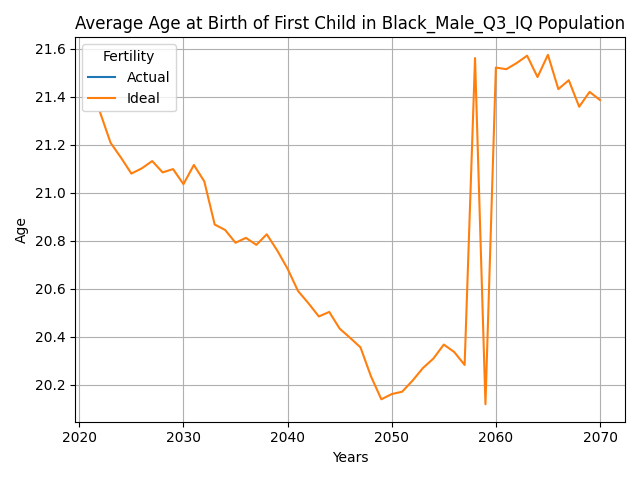 Average Age at Birth of First Child in Black_Male_Q3_IQ Population
Fertility
Actual
Ideal
Age
21.6
21.4
21.2
21.0
20.8
20.6
20.4
20.2
2020 2030 2040 2050 2060 2070
Years